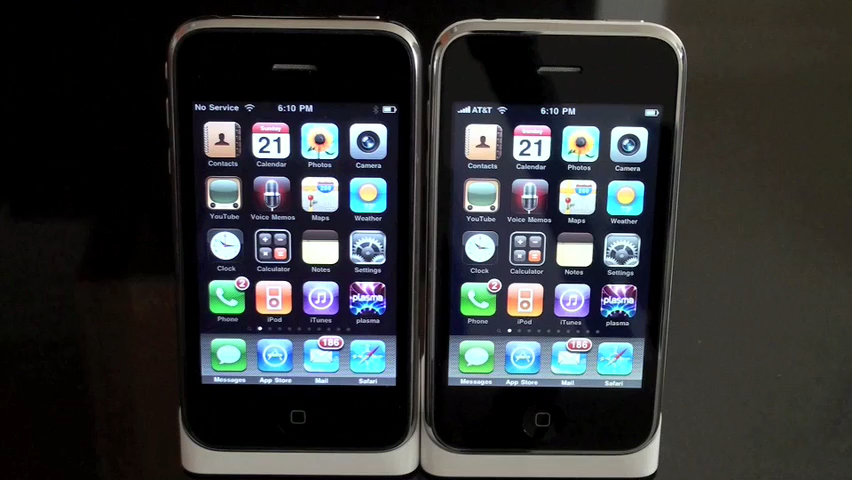 No Service 6:10 PM
Sunday
21
Contacts Calendar Photos Camera
280
YouTube Voice Memos Maps Weather
Clock Calculator Notes Settings
2
plasma
Phone iPod iTunes plasma
186
Messages App Store Mail Safari
AT&T 6:10 PM
Sunday
21
Contacts Calendar Photos Camera
280
YouTube Voice Memos Maps Weather
Clock Calculator Notes Settings
2
plasma
Phone iPod iTunes plasma
186
Messages App Store Mail Safari